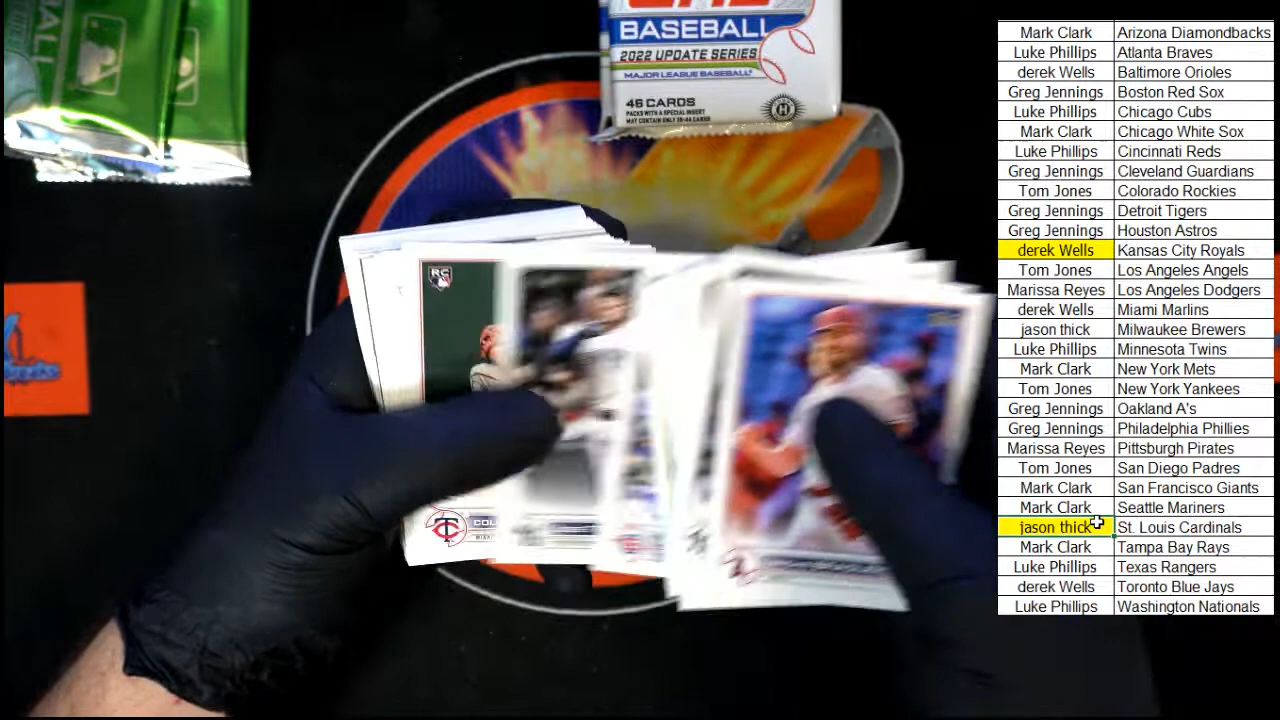 BASEBALL
2022 UPDATE SERIES
MAJOR LEAGUE BASEBALL
46 CARDS
PACKS WITH A SPECIAL INSERT
RC
TC
COL
Mark Clark Arizona Diamondbacks
Luke Phillips Atlanta Braves
derek Wells Baltimore Orioles
Greg Jennings Boston Red Sox
Luke Phillips Chicago Cubs
Mark Clark Chicago White Sox
Luke Phillips Cincinnati Reds
Greg Jennings Cleveland Guardians
Tom Jones Colorado Rockies
Greg Jennings Detroit Tigers
Greg Jennings Houston Astros
derek Wells Kansas City Royals
Tom Jones Los Angeles Angels
Marissa Reyes Los Angeles Dodgers
derek Wells Miami Marlins
jason thick Milwaukee Brewers
Luke Phillips Minnesota Twins
Mark Clark New York Mets
Tom Jones New York Yankees
Greg Jennings Oakland A's
Greg Jennings Philadelphia Phillies
Marissa Reyes Pittsburgh Pirates
Tom Jones San Diego Padres
Mark Clark San Francisco Giants
Mark Clark Seattle Mariners
jason thick St. Louis Cardinals
Mark Clark Tampa Bay Rays
Luke Phillips Texas Rangers
derek Wells Toronto Blue Jays
Luke Phillips Washington Nationals